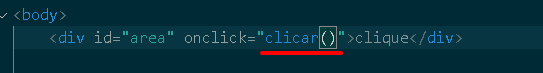 <body>
<div id="area" onclick="clicar()">clique</div>